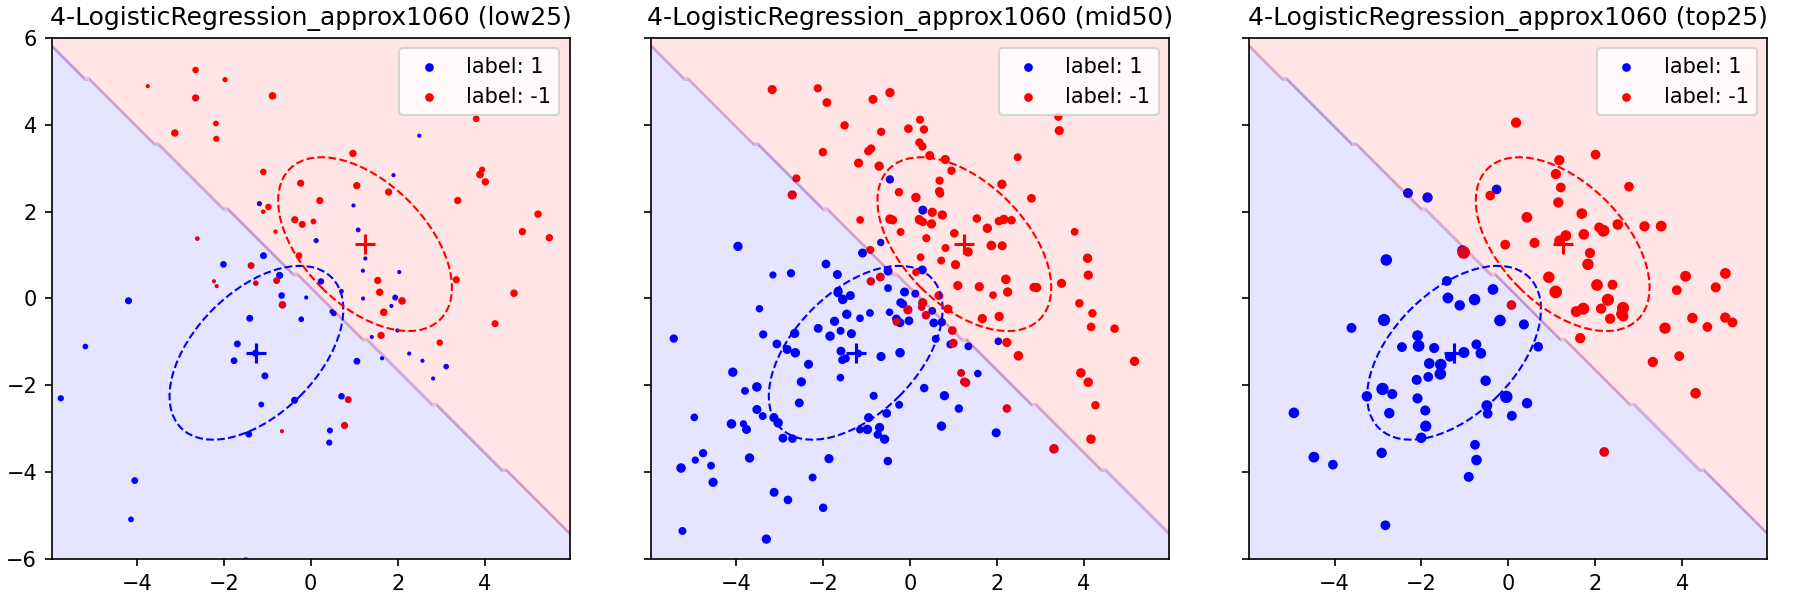 4-LogisticRegression_approx1060 (low25)
4-LogisticRegression_approx1060 (mid50)
4-LogisticRegression_approx1060 (top25)
label: 1
label: -1
label: 1
label: -1
label: 1
label: -1
6
4
2
0
−2
−4
−6
−4 −2 0 2 4
−4 −2 0 2 4
−4 −2 0 2 4